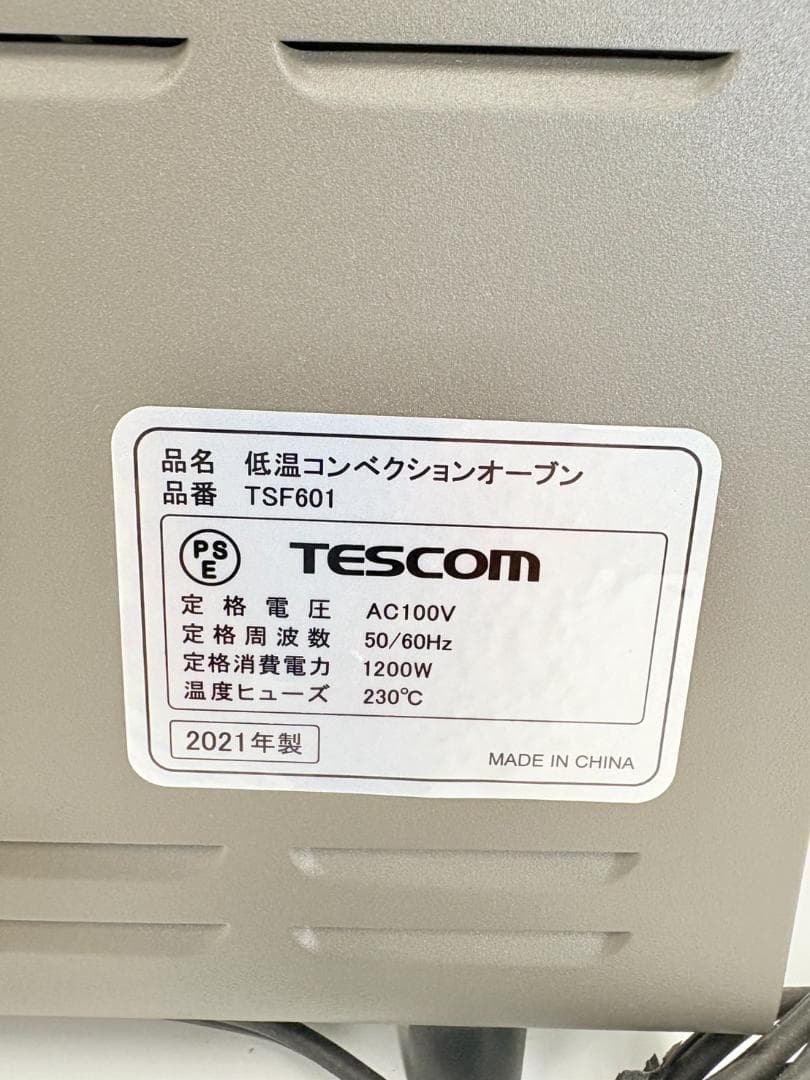 品名 低温コンベクションオーブン
品番 TSF601
PSE TESCOM
定格電圧 AC100V
定格周波数 50/60Hz
定格消費電力 1200W
温度ヒューズ 230℃
2021年製
MADE IN CHINA